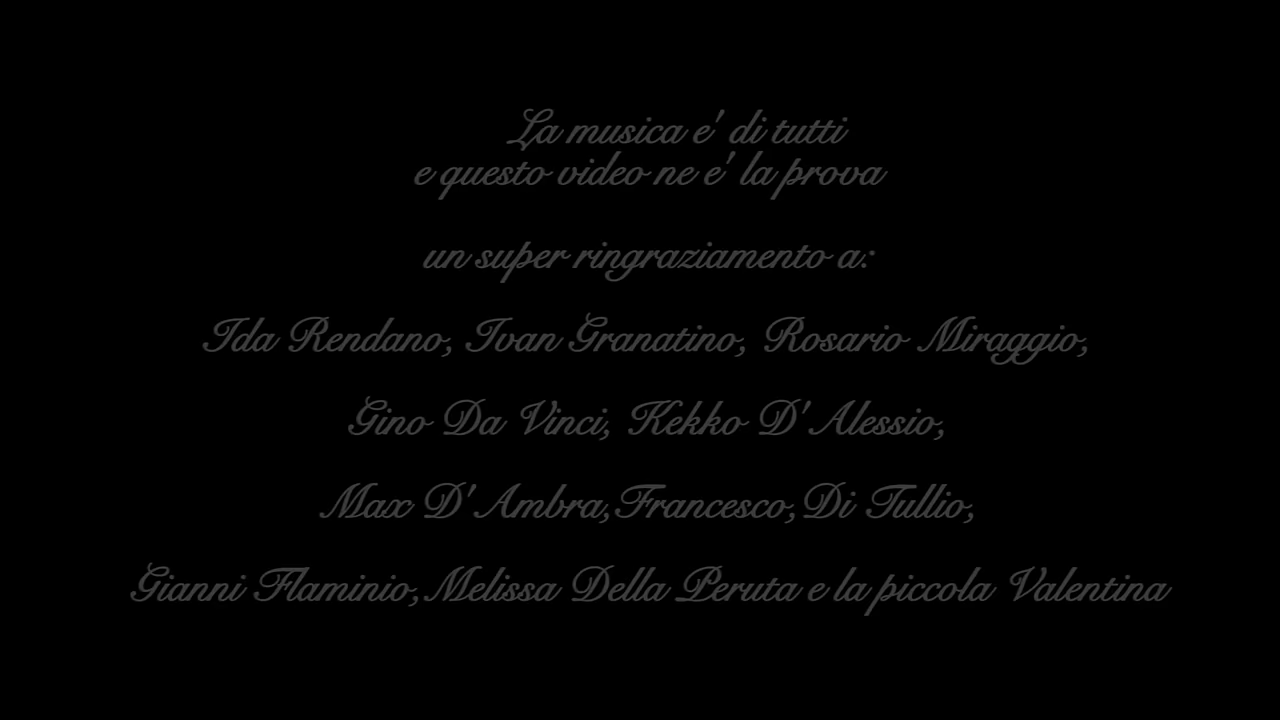 La musica e' di tutti
e questo video ne e' la prova
un super ringraziamento a:
Ida Rendano, Ivan Granatino, Rosario Miraggio,
Gino Da Vinci, Kekko D'Alessio,
Max D'Ambra,Francesco,Di Tullio,
Gianni Flaminio,Melissa Della Peruta e la piccola Valentina